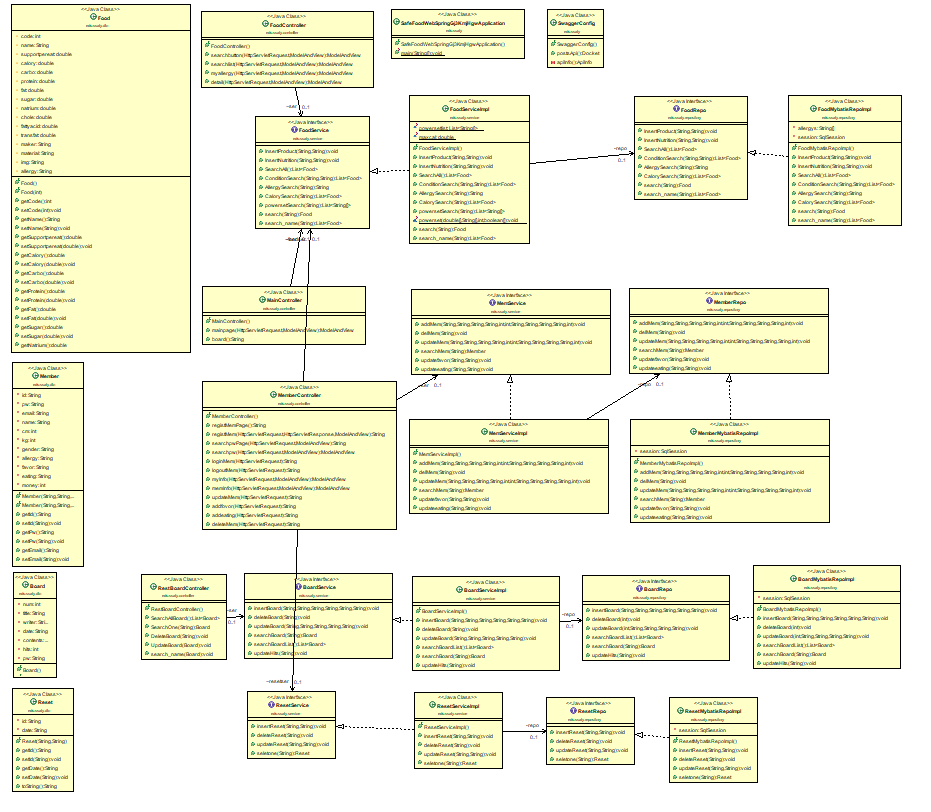 <<Java Class>>
Food
edu.ssafy.dto
code: int
name: String
supportpereat: double
calory: double
carbo: double
protein: double
fat: double
sugar: double
natrium: double
chole: double
fattyacid: double
transfat: double
maker: String
material: String
img: String
allergy: String
Food()
Food(int)
getCode():int
setCode(int):void
getName():String
setName(String):void
getSupportpereat():double
setSupportpereat(double):void
getCalory():double
setCalory(double):void
getCarbo():double
setCarbo(double):void
getProtein():double
setProtein(double):void
getFat():double
setFat(double):void
getSugar():double
setSugar(double):void
getNatrium():double
<<Java Class>>
FoodController
edu.ssafy.controller
FoodController()
searchbutton(HttpServletRequest,ModelAndView):ModelAndView
searchlist(HttpServletRequest,ModelAndView):ModelAndView
myallergy(HttpServletRequest,ModelAndView):ModelAndView
detail(HttpServletRequest,ModelAndView):ModelAndView
-ser 0..1
<<Java Class>>
edu.ssafy
main(String[]):void
<<Java Class>>
SwaggerConfig
edu.ssafy
SwaggerConfig()
postsApi():Docket
apiInfo():ApiInfo
<<Java Interface>>
FoodService
edu.ssafy.service
insertProduct(String,String):void
insertNutrition(String,String):void
SearchAll():List<Food>
ConditionSearch(String,String):List<Food>
AllergySearch(String):String
CalorySearch(String):List<Food>
powersetSearch(String):List<String[]>
search(String):Food
search_name(String):List<Food>
<<Java Class>>
FoodServiceImpl
edu.ssafy.service
powersetlist: List<String[]>
maxcal: double
FoodServiceImpl()
insertProduct(String,String):void
insertNutrition(String,String):void
SearchAll():List<Food>
ConditionSearch(String,String):List<Food>
AllergySearch(String):String
CalorySearch(String):List<Food>
powersetSearch(String):List<String[]>
powerset(double[],String[],int,boolean[]):void
search(String):Food
search_name(String):List<Food>
-repo
0..1
<<Java Interface>>
FoodRepo
edu.ssafy.repository
insertProduct(String,String):void
insertNutrition(String,String):void
SearchAll():List<Food>
ConditionSearch(String,String):List<Food>
AllergySearch(String):String
CalorySearch(String):List<Food>
search(String):Food
search_name(String):List<Food>
<<Java Class>>
FoodMybatisRepoImpl
edu.ssafy.repository
allergys: String[]
session: SqlSession
FoodMybatisRepoImpl()
insertProduct(String,String):void
insertNutrition(String,String):void
SearchAll():List<Food>
ConditionSearch(String,String):List<Food>
AllergySearch(String):String
CalorySearch(String):List<Food>
search(String):Food
search_name(String):List<Food>
0..1
<<Java Class>>
MainController
edu.ssafy.controller
MainController()
mainpage(HttpServletRequest,ModelAndView):ModelAndView
board():String
<<Java Interface>>
MemService
edu.ssafy.service
addMem(String,String,String,String,int,int,String,String,String,String,int):void
delMem(String):void
updateMem(String,String,String,String,int,int,String,String,String,String,int):void
searchMem(String):Member
updatefavor(String,String):void
updateeating(String,String):void
<<Java Interface>>
MemberRepo
edu.ssafy.repository
addMem(String,String,String,String,int,int,String,String,String,String,int):void
delMem(String):void
updateMem(String,String,String,String,int,int,String,String,String,String,int):void
searchMem(String):Member
updatefavor(String,String):void
updateeating(String,String):void
<<Java Class>>
Member
edu.ssafy.dto
id: String
pw: String
email: String
name: String
cm: int
kg: int
gender: String
allergy: String
favor: String
eating: String
money: int
Member(String,String...
Member(String,String...
getId():String
setId(String):void
getPw():String
setPw(String):void
getEmail():String
setEmail(String):void
<<Java Class>>
MemberController
edu.ssafy.controller
MemberController()
registMemPage():String
registMem(HttpServletRequest,HttpServletResponse,ModelAndView):String
searchpwPage(HttpServletRequest,ModelAndView):String
searchpw(HttpServletRequest,ModelAndView):ModelAndView
loginMem(HttpServletRequest):String
logoutMem(HttpServletRequest):String
myInfo(HttpServletRequest,ModelAndView):ModelAndView
memInfo(HttpServletRequest,ModelAndView):ModelAndView
updateMem(HttpServletRequest):String
addfavor(HttpServletRequest):String
addeating(HttpServletRequest):String
deleteMem(HttpServletRequest):String
-ser 0..1
-repo 0..1
<<Java Class>>
MemServiceImpl
edu.ssafy.service
MemServiceImpl()
addMem(String,String,String,String,int,int,String,String,String,String,int):void
delMem(String):void
updateMem(String,String,String,String,int,int,String,String,String,String,int):void
searchMem(String):Member
updatefavor(String,String):void
updateeating(String,String):void
<<Java Class>>
MemberMybatisRepoImpl
edu.ssafy.repository
session: SqlSession
MemberMybatisRepoImpl()
addMem(String,String,String,String,int,int,String,String,String,String,int):void
delMem(String):void
updateMem(String,String,String,String,int,int,String,String,String,String,int):void
searchMem(String):Member
updatefavor(String,String):void
updateeating(String,String):void
<<Java Class>>
Board
edu.ssafy.dto
num: int
title: String
writer: Stri...
date: String
contents:...
hits: int
pw: String
Board()
<<Java Class>>
RestBoardController
edu.ssafy.controller
RestBoardController()
SearchAllBoard():List<Board>
SearchOne(String):Board
DeleteBoard(String):void
UpdateBoard(Board):void
search_name(Board):void
-ser
0..1
<<Java Interface>>
BoardService
edu.ssafy.service
insertBoard(String,String,String,String,String,String):void
deleteBoard(String):void
updateBoard(String,String,String,String,String,String):void
searchBoard(String):Board
searchBoardList():List<Board>
updateHits(String):void
<<Java Class>>
BoardServiceImpl
edu.ssafy.service
BoardServiceImpl()
insertBoard(String,String,String,String,String,String):void
deleteBoard(String):void
updateBoard(String,String,String,String,String,String):void
searchBoardList():List<Board>
searchBoard(String):Board
updateHits(String):void
-repo
0..1
<<Java Interface>>
BoardRepo
edu.ssafy.repository
insertBoard(String,String,String,String,String,String):void
deleteBoard(int):void
updateBoard(int,String,String,String,String,String):void
searchBoardList():List<Board>
searchBoard(String):Board
updateHits(String):void
<<Java Class>>
BoardMybatisRepoImpl
edu.ssafy.repository
session: SqlSession
BoardMybatisRepoImpl()
insertBoard(String,String,String,String,String,String):void
deleteBoard(int):void
updateBoard(int,String,String,String,String,String):void
searchBoardList():List<Board>
searchBoard(String):Board
updateHits(String):void
<<Java Class>>
Reset
edu.ssafy.dto
id: String
date: String
Reset(String,String)
getId():String
setId(String):void
getDate():String
setDate(String):void
toString():String
-resetser 0..1
<<Java Interface>>
ResetService
edu.ssafy.service
insertReset(String,String):void
deleteReset(String):void
updateReset(String,String):void
selectone(String):Reset
<<Java Class>>
ResetServiceImpl
edu.ssafy.service
ResetServiceImpl()
insertReset(String,String):void
deleteReset(String):void
updateReset(String,String):void
selectone(String):Reset
-repo
0..1
<<Java Interface>>
ResetRepo
edu.ssafy.repository
insertReset(String,String):void
deleteReset(String):void
updateReset(String,String):void
selectone(String):Reset
<<Java Class>>
ResetMybatisRepoImpl
edu.ssafy.repository
session: SqlSession
ResetMybatisRepoImpl()
insertReset(String,String):void
deleteReset(String):void
updateReset(String,String):void
selectone(String):Reset